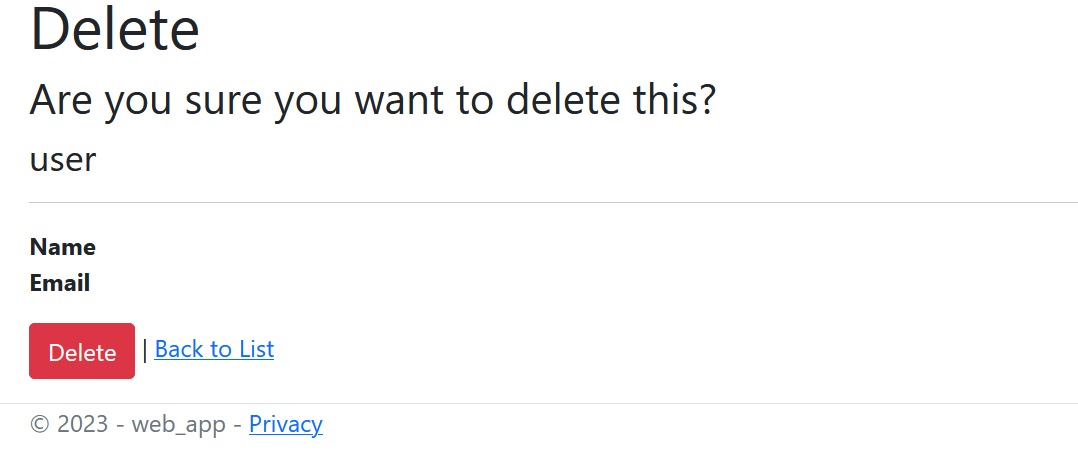 Delete
Are you sure you want to delete this?
user
Name
Email
Delete | Back to List
© 2023 - web_app - Privacy